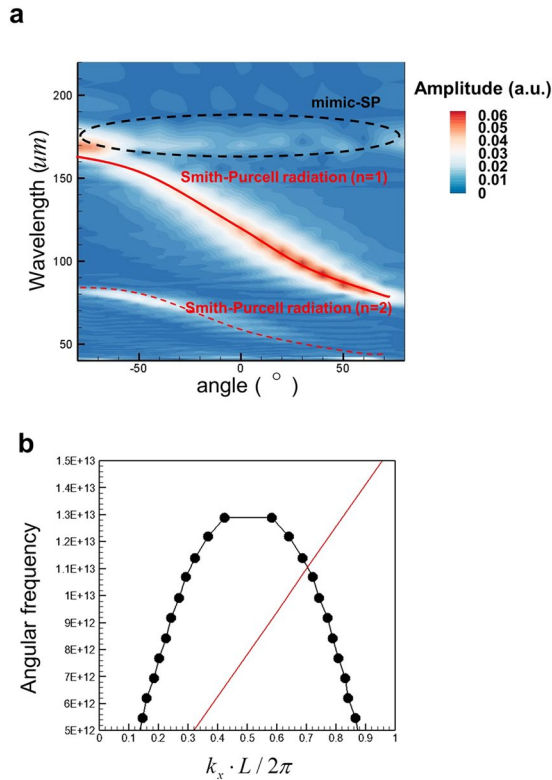 a
Amplitude (a.u.)
0.06
0.05
0.04
0.03
0.02
0.01
0
Wavelength (um)
200
150
100
50
mimic-SP
Smith-Purcell radiation (n=1)
Smith-Purcell radiation (n=2)
-50
0
50
angle ( ° )
b
Angular frequency
1.5E+13
1.4E+13
1.3E+13
1.2E+13
1.1E+13
1E+13
9E+12
8E+12
7E+12
6E+12
5E+12
0 0.1 0.2 0.3 0.4 0.5 0.6 0.7 0.8 0.9 1
kₓ · L / 2π